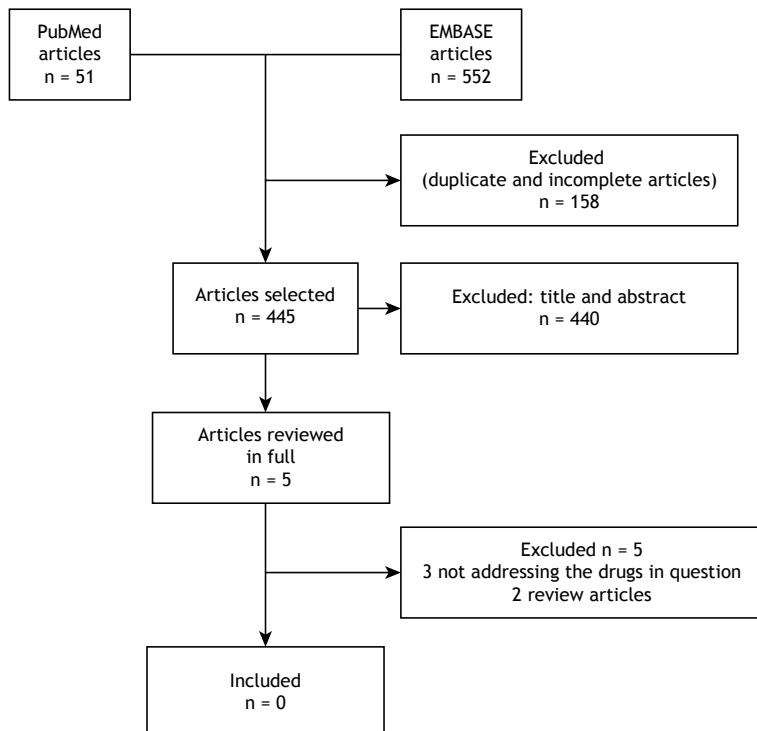 PubMed
articles
n = 51
EMBASE
articles
n = 552
Excluded
(duplicate and incomplete articles)
n = 158
Articles selected
n = 445
Excluded: title and abstract
n = 440
Articles reviewed
in full
n = 5
Excluded n = 5
3 not addressing the drugs in question
2 review articles
Included
n = 0